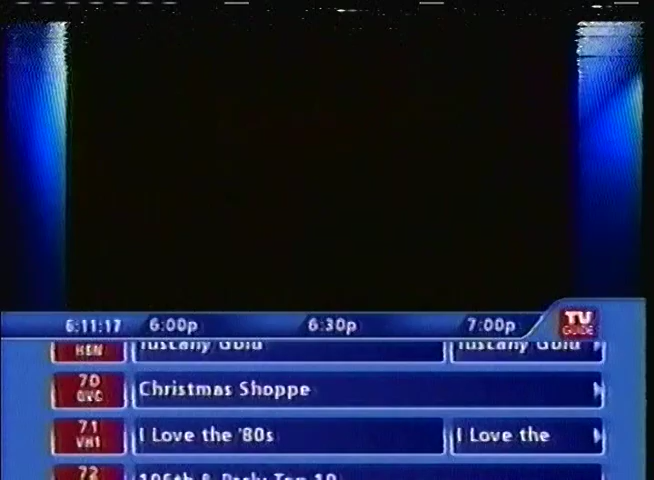 6:11:17 6:00p 6:30p 7:00p TV GUIDE
HSN Tuscany Gold Tuscany Gold
70 QVC Christmas Shoppe
71 VH1 I Love the '80s I Love the
72 106th & Park: Top 10